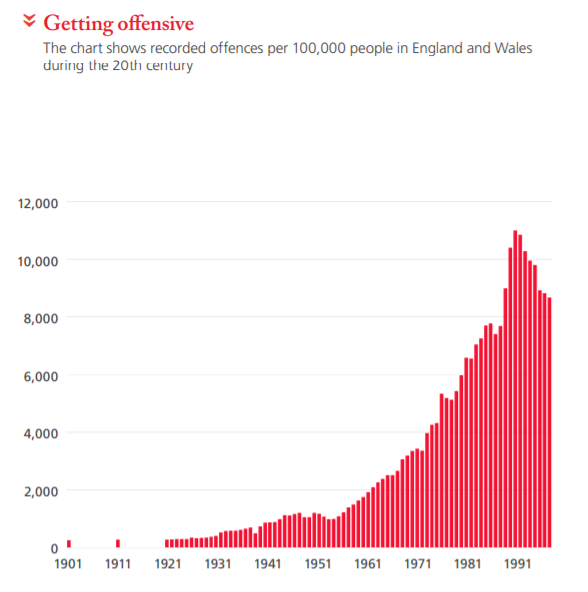 Getting offensive
The chart shows recorded offences per 100,000 people in England and Wales
during the 20th century
12,000
10,000
8,000
6,000
4,000
2,000
0
1901 1911 1921 1931 1941 1951 1961 1971 1981 1991